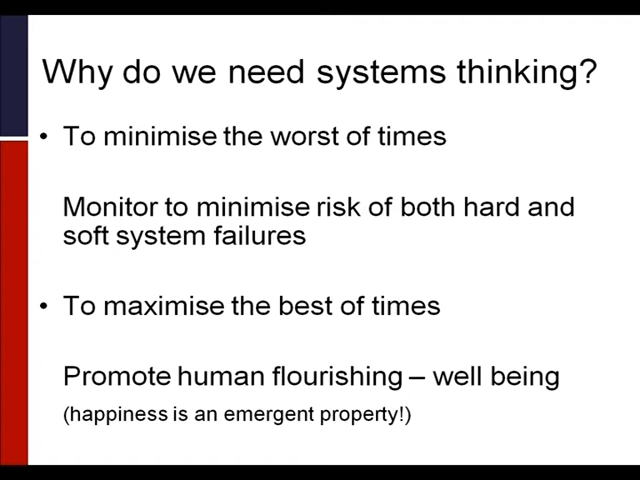 Why do we need systems thinking?
• To minimise the worst of times
Monitor to minimise risk of both hard and
soft system failures
• To maximise the best of times
Promote human flourishing – well being
(happiness is an emergent property!)